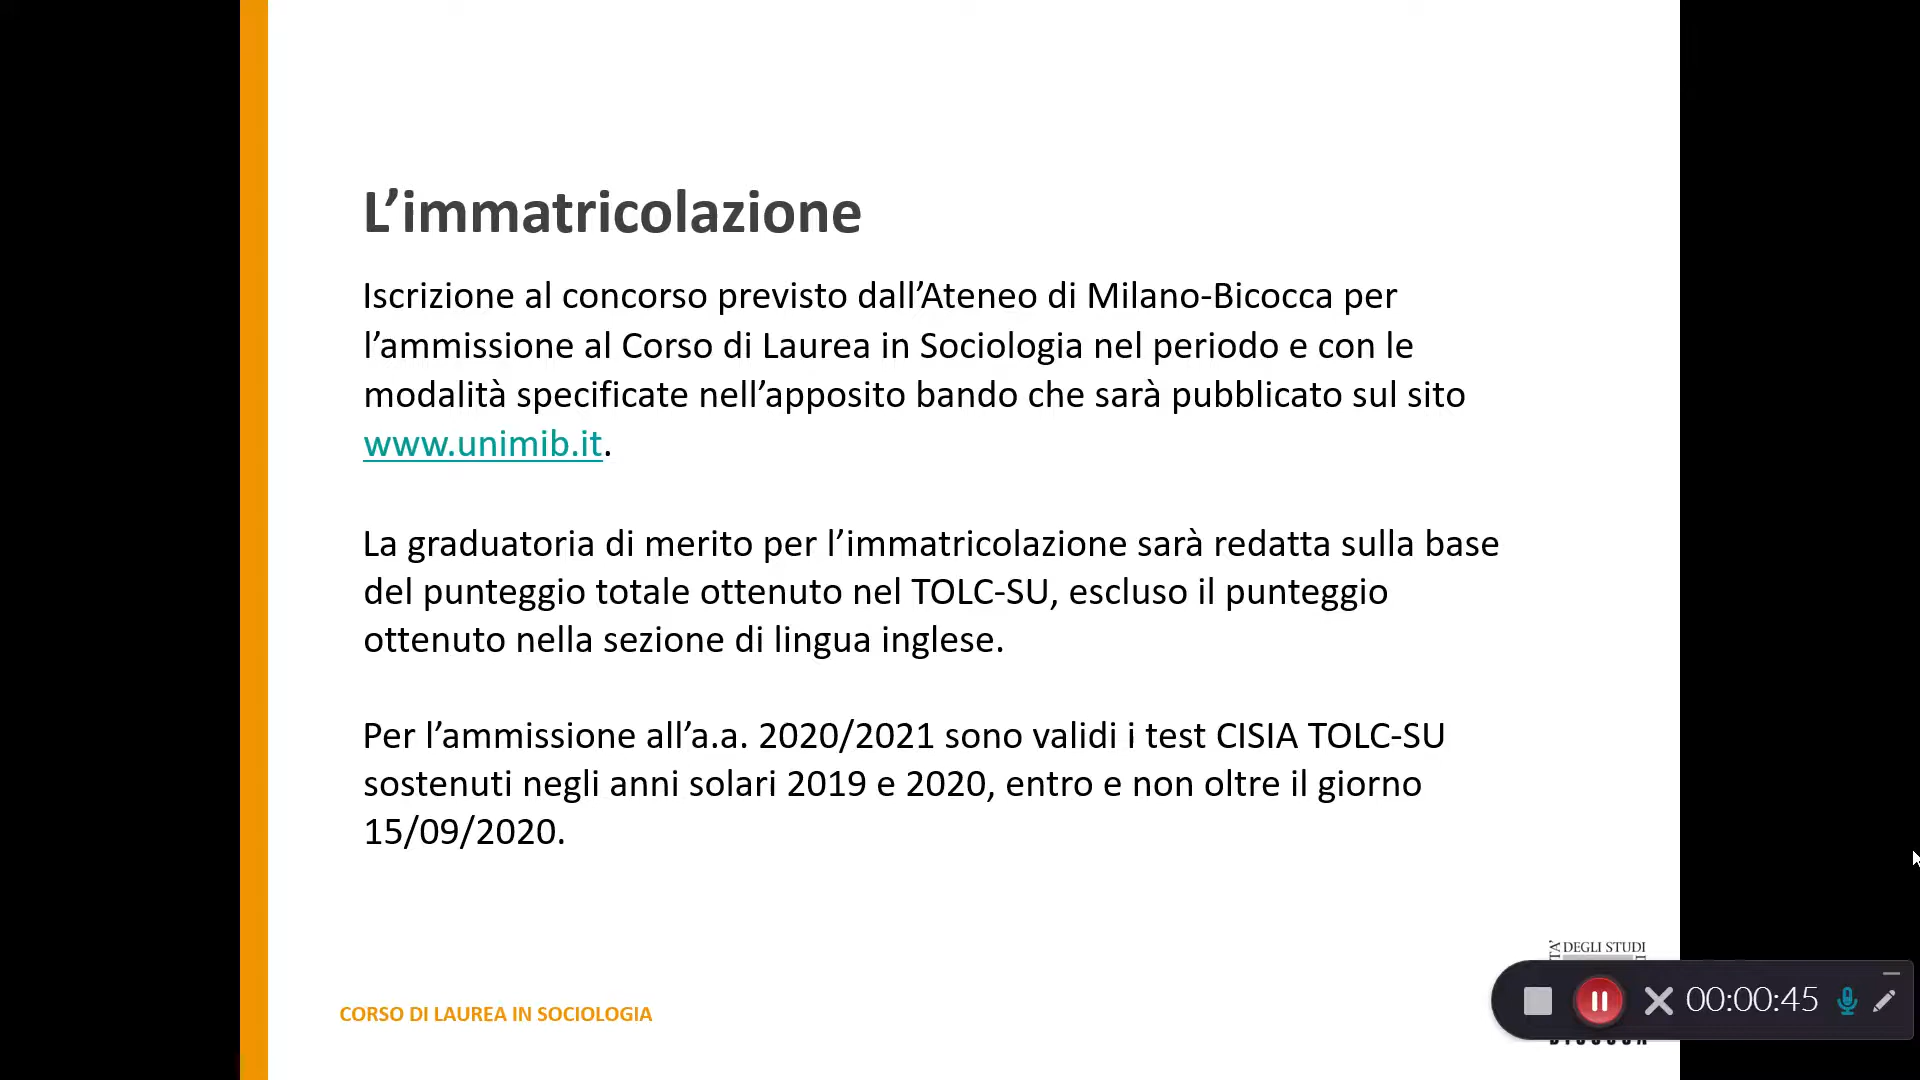 L’immatricolazione
Iscrizione al concorso previsto dall’Ateneo di Milano-Bicocca per
l’ammissione al Corso di Laurea in Sociologia nel periodo e con le
modalità specificate nell’apposito bando che sarà pubblicato sul sito
www.unimib.it.
La graduatoria di merito per l’immatricolazione sarà redatta sulla base
del punteggio totale ottenuto nel TOLC-SU, escluso il punteggio
ottenuto nella sezione di lingua inglese.
Per l’ammissione all’a.a. 2020/2021 sono validi i test CISIA TOLC-SU
sostenuti negli anni solari 2019 e 2020, entro e non oltre il giorno
15/09/2020.
DEGLI STUDI
00:00:45
CORSO DI LAUREA IN SOCIOLOGIA